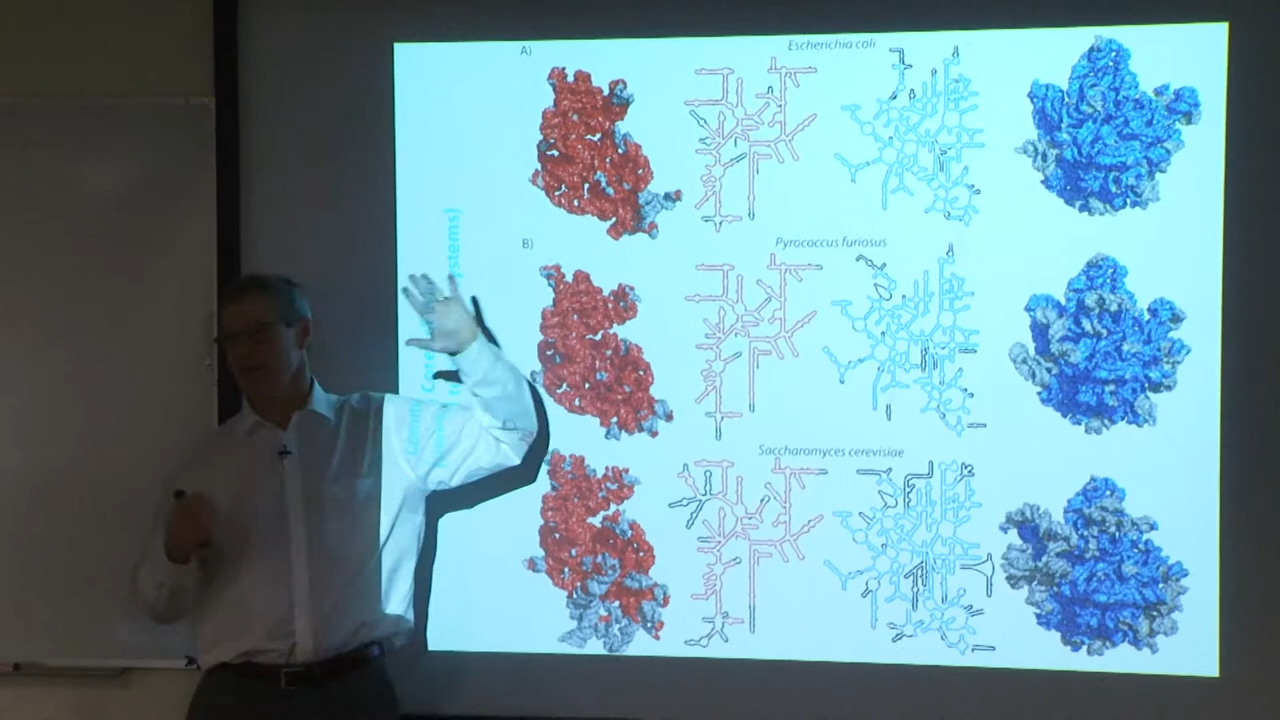 A)
Escherichia coli
B)
Pyrococcus furiosus
Saccharomyces cerevisiae